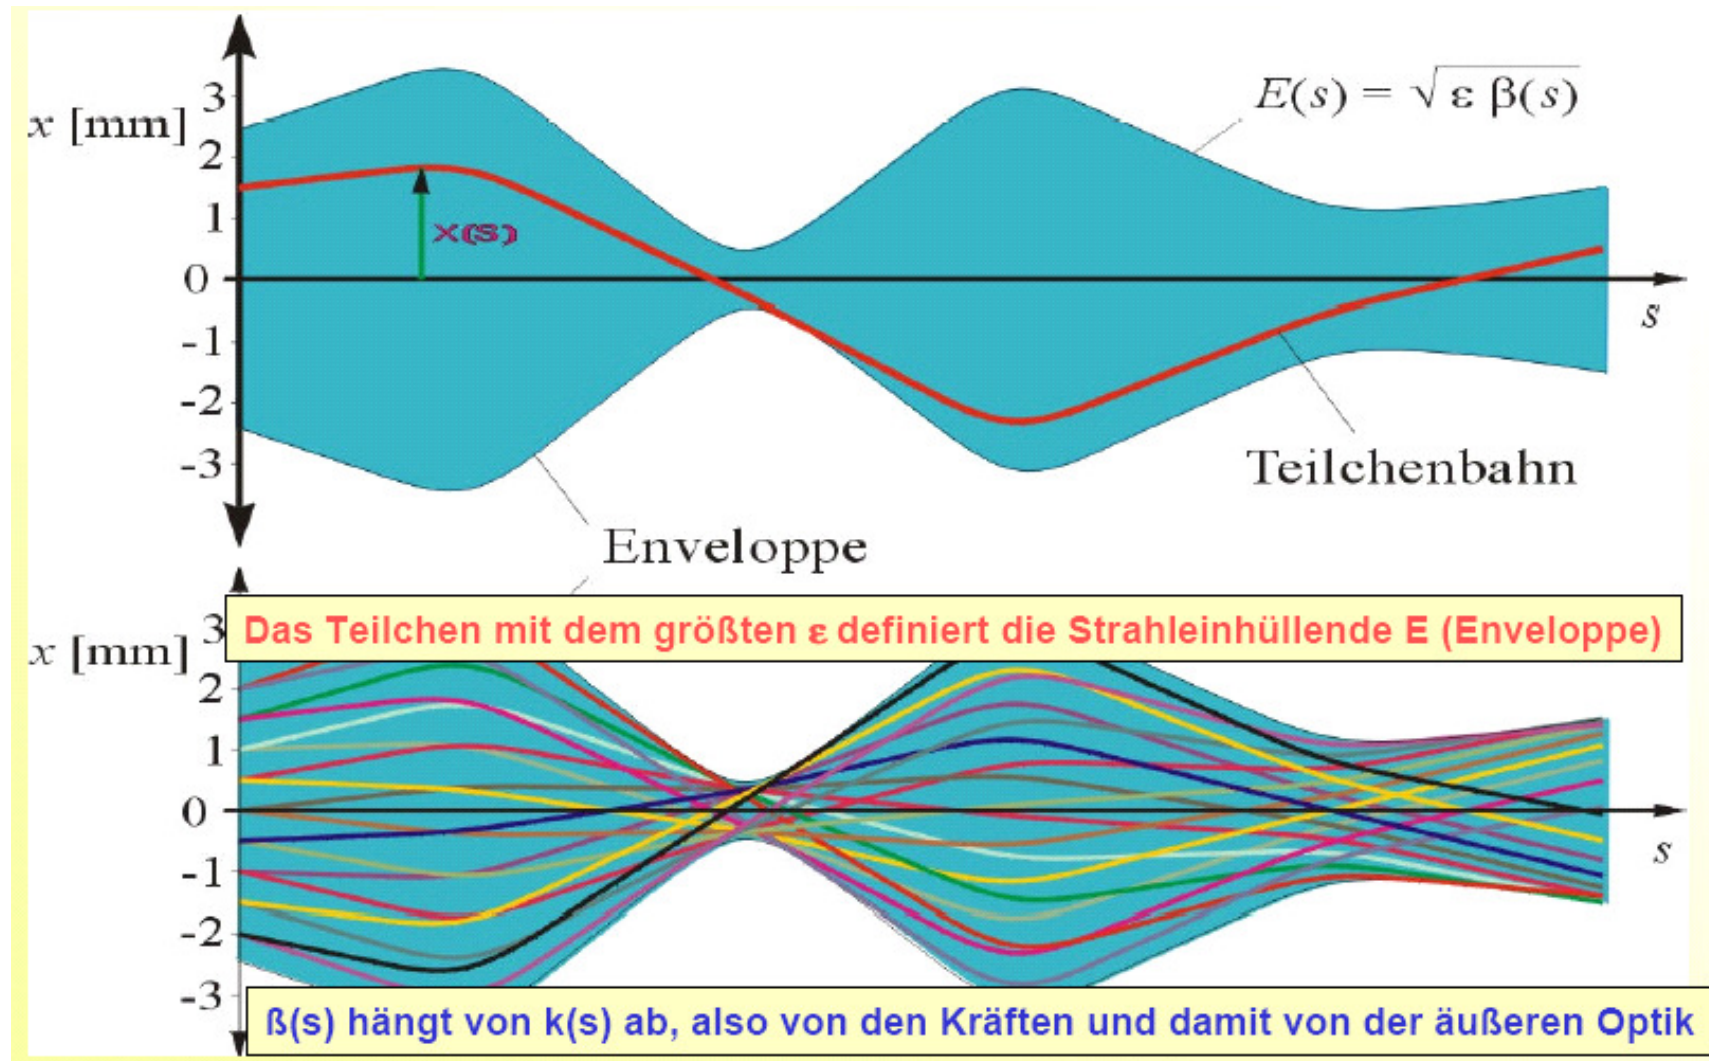 3
x [mm]
2
1
0
-1
-2
-3
E(s) = √ε β(s)
x(s)
s
Teilchenbahn
Enveloppe
3
Das Teilchen mit dem größten ε definiert die Strahleinhüllende E (Enveloppe)
x [mm]
2
1
0
-1
-2
-3
s
ß(s) hängt von k(s) ab, also von den Kräften und damit von der äußeren Optik